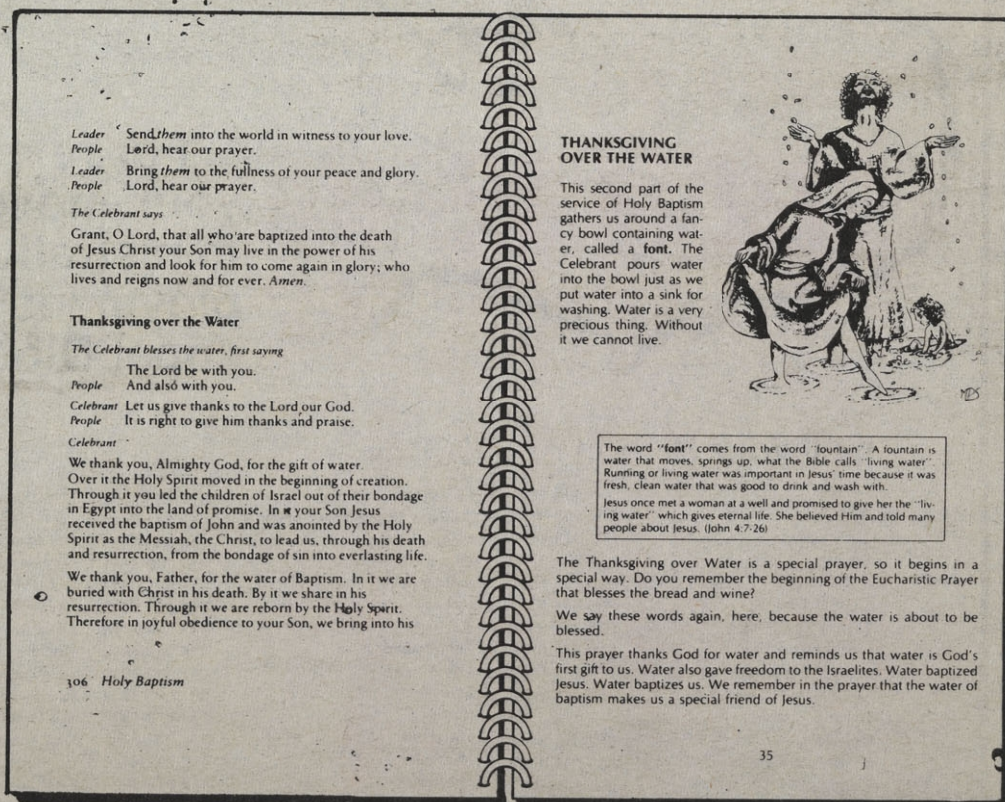 Leader Send them into the world in witness to your love.
People Lord, hear our prayer.
Leader Bring them to the fullness of your peace and glory.
People Lord, hear our prayer.
The Celebrant says
Grant, O Lord, that all who are baptized into the death
of Jesus Christ your Son may live in the power of his
resurrection and look for him to come again in glory; who
lives and reigns now and for ever. Amen.
Thanksgiving over the Water
The Celebrant blesses the water, first saying
The Lord be with you.
People And also with you.
Celebrant Let us give thanks to the Lord our God.
People It is right to give him thanks and praise.
Celebrant
We thank you, Almighty God, for the gift of water.
Over it the Holy Spirit moved in the beginning of creation.
Through it you led the children of Israel out of their bondage
in Egypt into the land of promise. In it your Son Jesus
received the baptism of John and was anointed by the Holy
Spirit as the Messiah, the Christ, to lead us, through his death
and resurrection, from the bondage of sin into everlasting life.
We thank you, Father, for the water of Baptism. In it we are
buried with Christ in his death. By it we share in his
resurrection. Through it we are reborn by the Holy Spirit.
Therefore in joyful obedience to your Son, we bring into his
306 Holy Baptism
THANKSGIVING
OVER THE WATER
This second part of the
service of Holy Baptism
gathers us around a fan-
cy bowl containing wat-
er, called a font. The
Celebrant pours water
into the bowl just as we
put water into a sink for
washing. Water is a very
precious thing. Without
it we cannot live.
MDS
The word "font" comes from the word "fountain". A fountain is
water that moves, springs up, what the Bible calls "living water".
Running or living water was important in Jesus' time because it was
fresh, clean water that was good to drink and wash with.
Jesus once met a woman at a well and promised to give her the "liv-
ing water" which gives eternal life. She believed Him and told many
people about Jesus. (John 4:7-26)
The Thanksgiving over Water is a special prayer, so it begins in a
special way. Do you remember the beginning of the Eucharistic Prayer
that blesses the bread and wine?
We say these words again, here, because the water is about to be
blessed.
This prayer thanks God for water and reminds us that water is God's
first gift to us. Water also gave freedom to the Israelites. Water baptized
Jesus. Water baptizes us. We remember in the prayer that the water of
baptism makes us a special friend of Jesus.
35